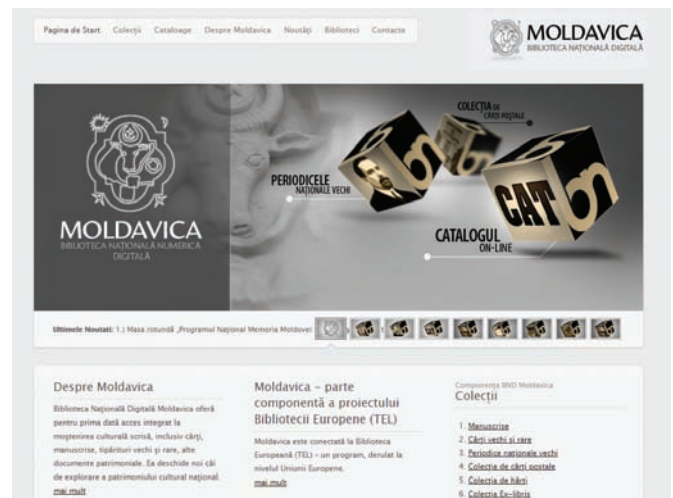 Pagina de Start Colecții Cataloage Despre Moldavica Noutăți Biblioteci Contacte
MOLDAVICA
BIBLIOTECA NAȚIONALĂ DIGITALĂ
COLECȚIA DE
CĂRȚI POȘTALE
PERIODICELE
NAȚIONALE VECHI
CAT
bn
MOLDAVICA
BIBLIOTECA NAȚIONALĂ NUMERICĂ
DIGITALĂ
CATALOGUL
ON-LINE
Ultimele Noutati: 1.) Masa rotundă „Programul Național Memoria Moldovei
Despre Moldavica
Biblioteca Națională Digitală Moldavica oferă
pentru prima dată acces integrat la
moștenirea culturală scrisă, inclusiv cărți,
manuscrise, tipărituri vechi și rare, alte
documente patrimoniale. Ea deschide noi căi
de explorare a patrimoniului cultural național.
mai mult
Moldavica – parte
componentă a proiectului
Bibliotecii Europene (TEL)
Moldavica este conectată la Biblioteca
Europeană (TEL) – un program, derulat la
nivelul Uniunii Europene.
mai mult
Componența BND Moldavica
Colecții
1. Manuscrise
2. Cărți vechi și rare
3. Periodice naționale vechi
4. Colecția de cărți poștale
5. Colecția de hărți
6. Colecția Ex-libris